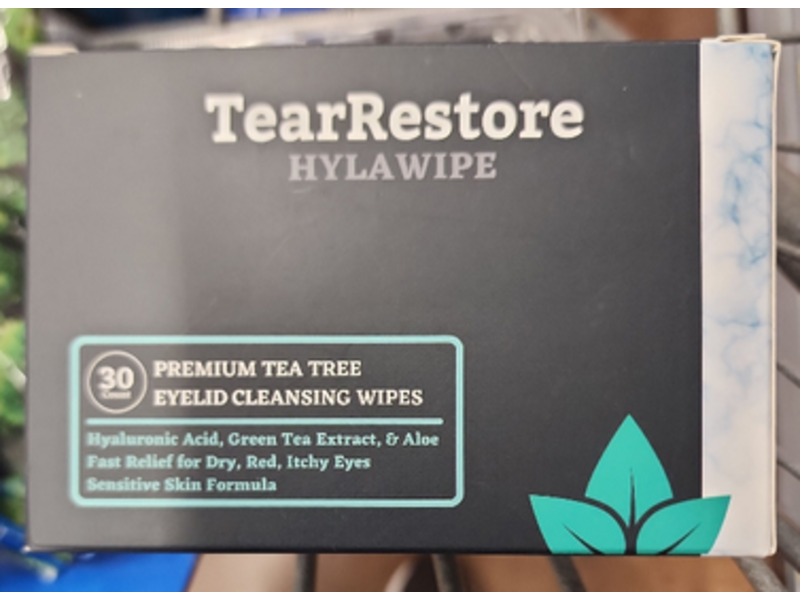 TearRestore
HYLAWIPE
30
Count
PREMIUM TEA TREE
EYELID CLEANSING WIPES
Hyaluronic Acid, Green Tea Extract, & Aloe
Fast Relief for Dry, Red, Itchy Eyes
Sensitive Skin Formula